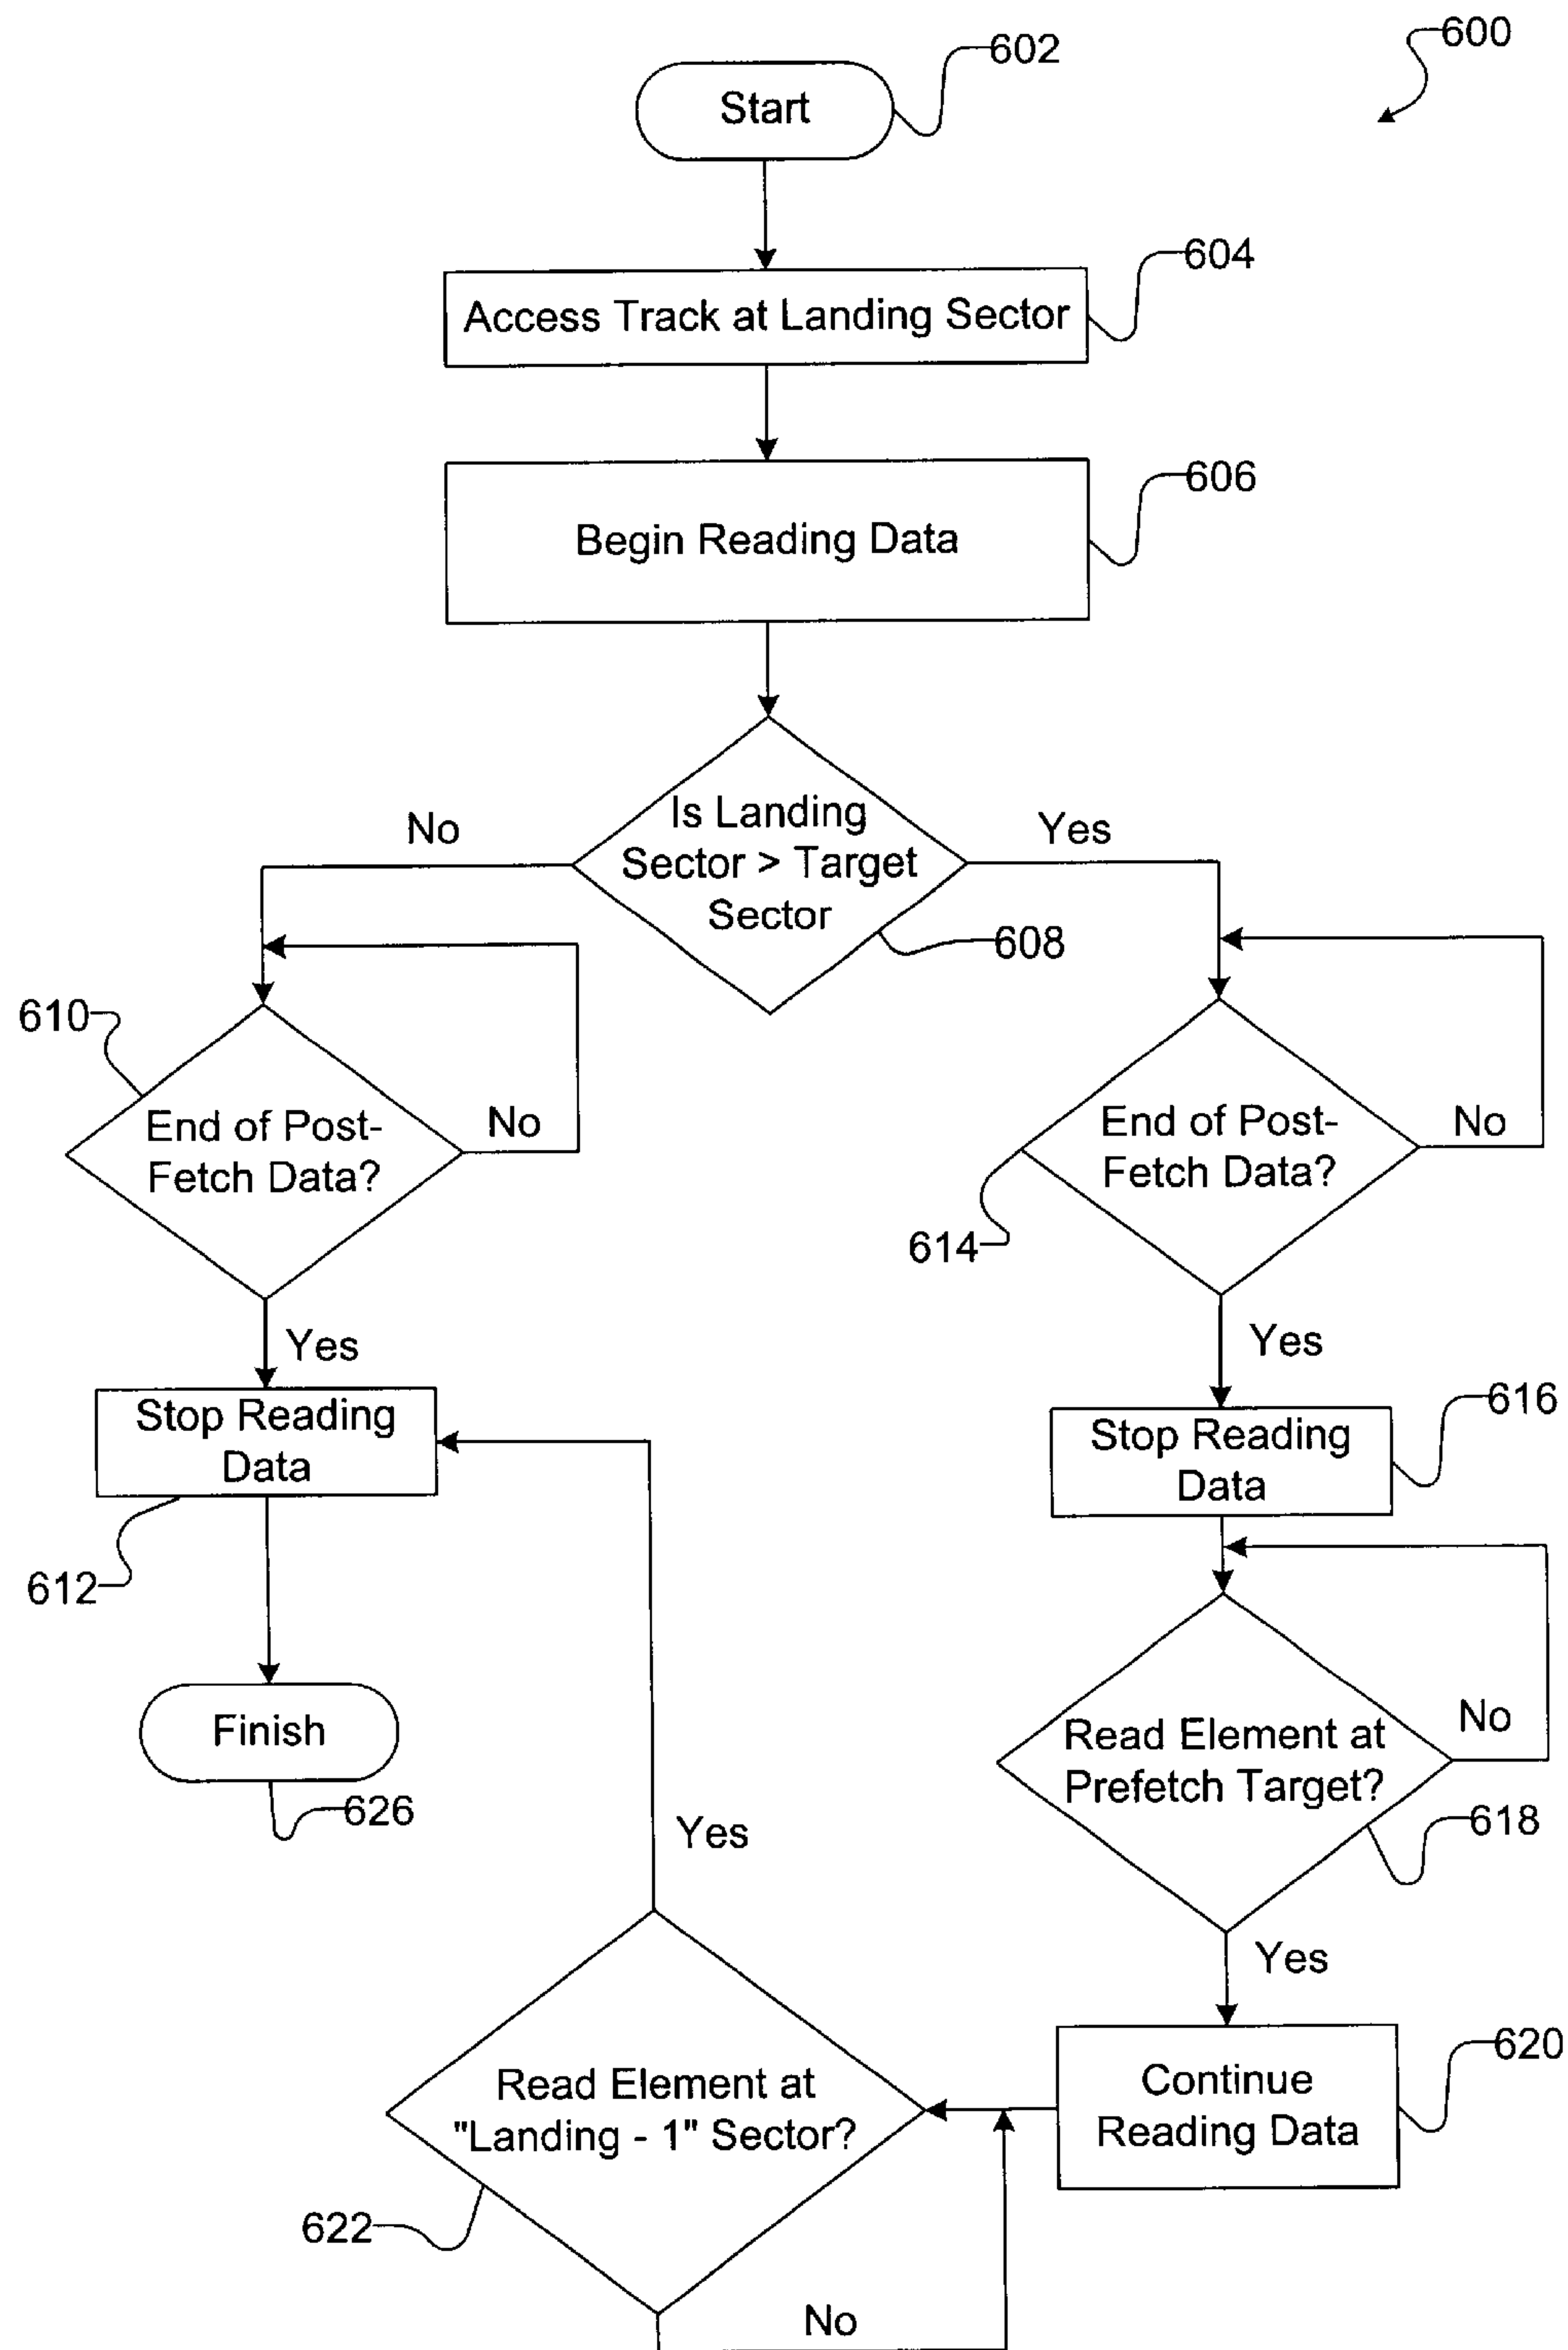 600
602
Start
604
Access Track at Landing Sector
606
Begin Reading Data
No
Is Landing
Sector > Target
Sector
Yes
608
610
End of Post-
Fetch Data?
No
End of Post-
Fetch Data?
No
614
Yes
Yes
Stop Reading
Data
612
616
Stop Reading
Data
Finish
626
Read Element at
Prefetch Target?
No
618
Yes
Yes
620
Continue
Reading Data
Read Element at
"Landing - 1" Sector?
622
No